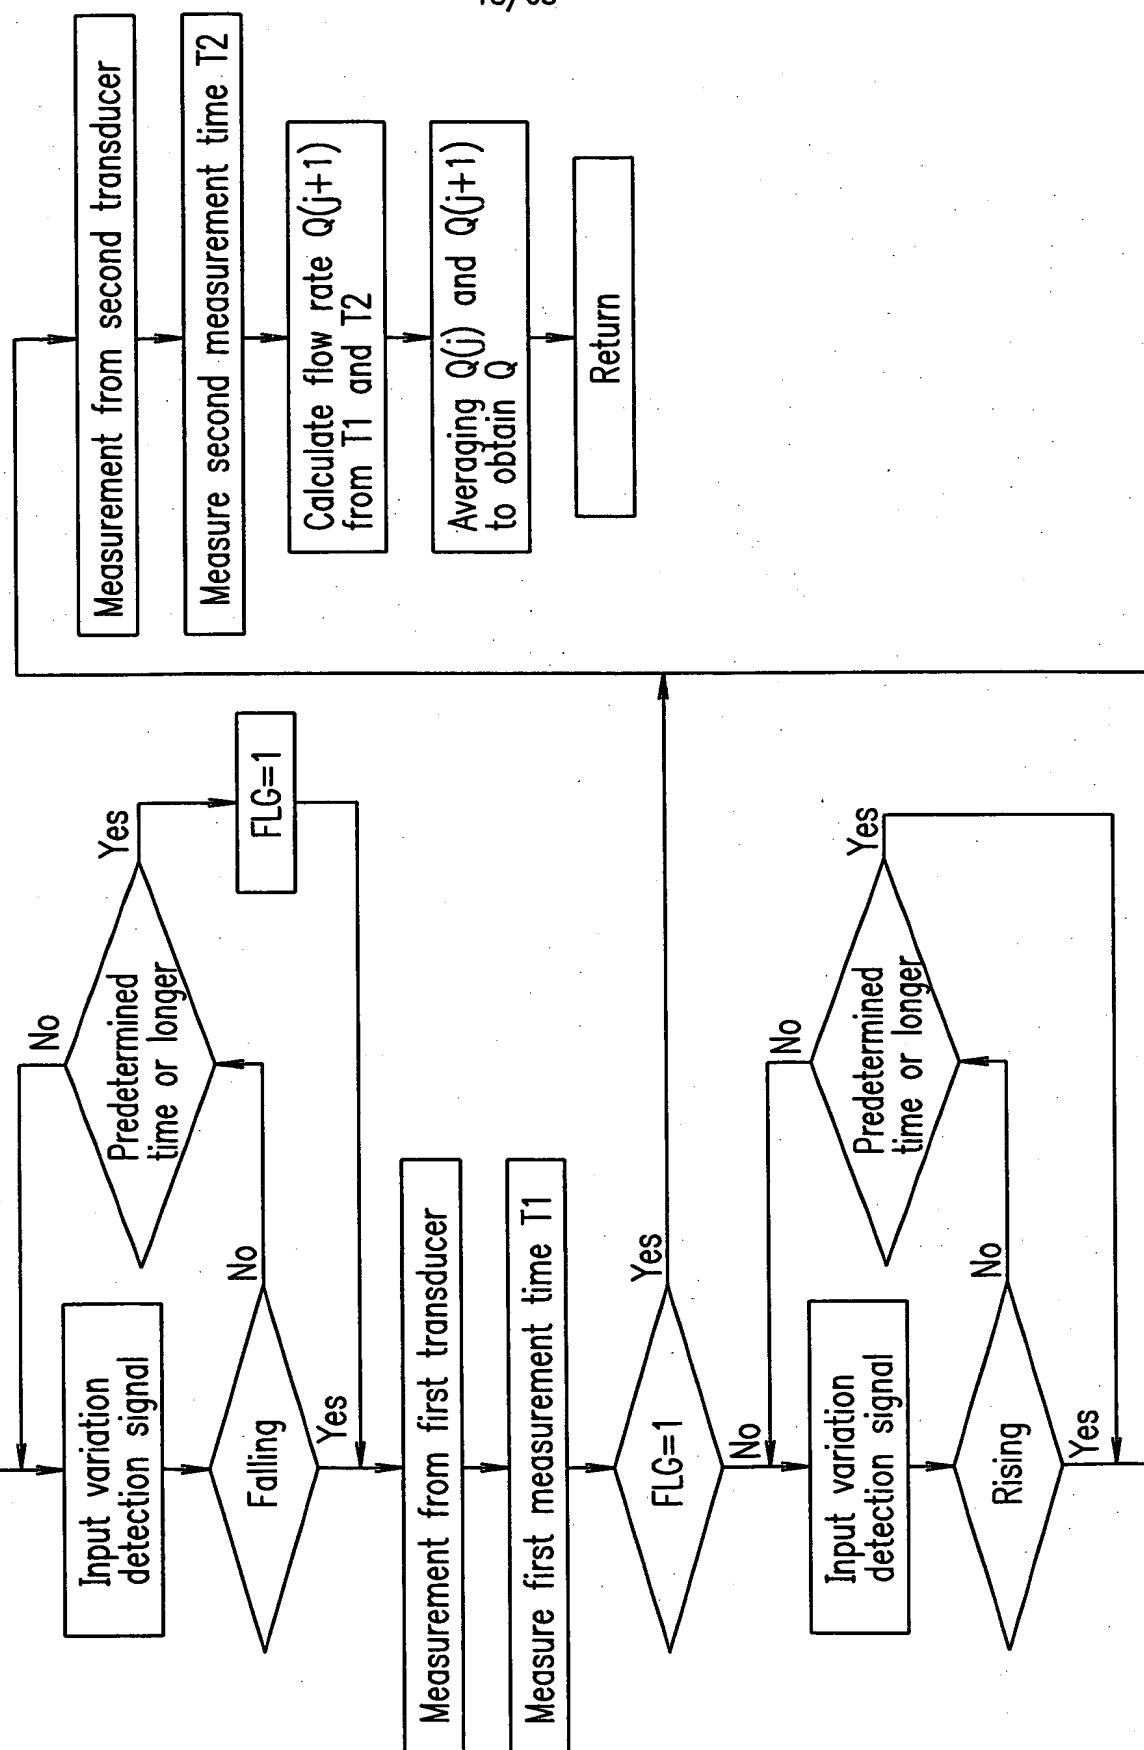 Input variation
detection signal
Falling
No
Yes
Predetermined
time or longer
No
Yes
FLG=1
Measurement from first transducer
Measure first measurement time T1
FLG=1
Yes
No
Input variation
detection signal
Rising
No
Yes
Predetermined
time or longer
No
Yes
Measurement from second transducer
Measure second measurement time T2
Calculate flow rate Q(j+1)
from T1 and T2
Averaging Q(j) and Q(j+1)
to obtain Q
Return